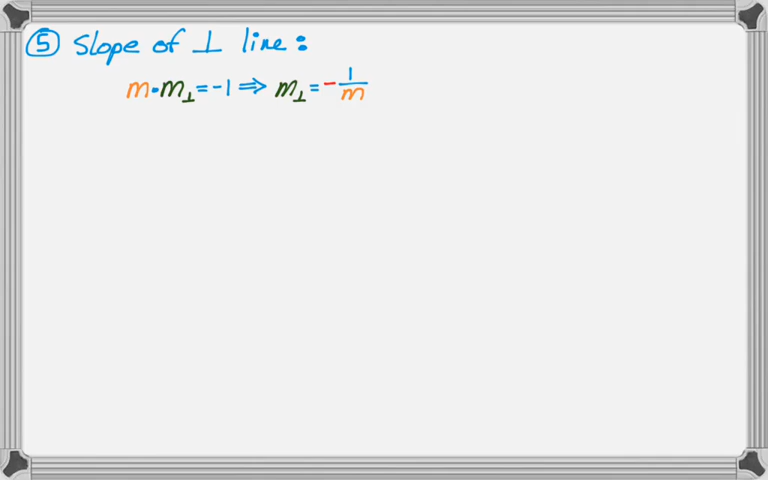 ⑤ Slope of ⊥ line:
m•m⊥=-1⇒ m⊥=-1/m